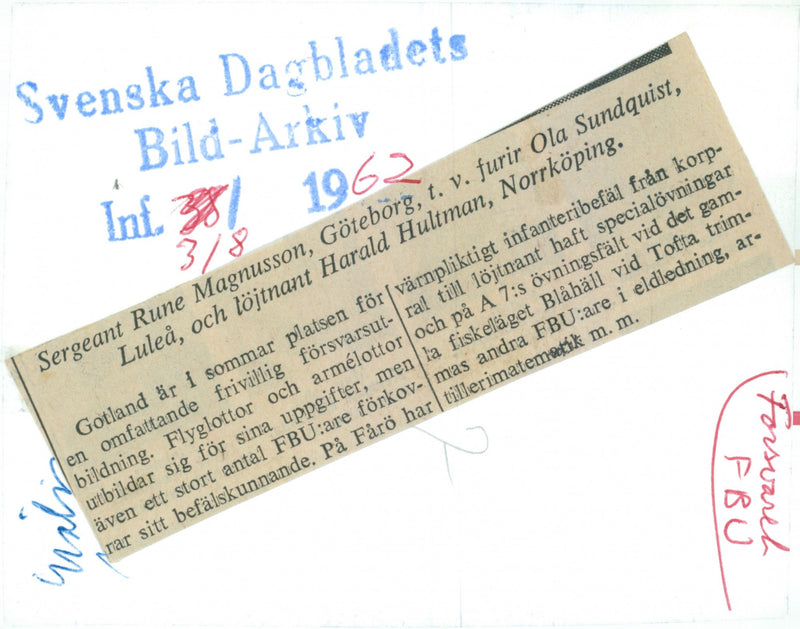 Svenska Dagbladets
Bild-Arkiv
Inf. 1962
3/8
Sergeant Rune Magnusson, Göteborg, t. v. furir Ola Sundquist,
Luleå, och löjtnant Harald Hultman, Norrköping.
Gotland är i sommar platsen för
en omfattande frivillig försvarsut-
bildning. Flyglottor och armélottor
utbildar sig för sina uppgifter, men
även ett stort antal FBU:are förkov-
rar sitt befälskunnande. På Fårö har
värnpliktigt infanteribefäl från korp-
ral till löjtnant haft specialövningar
och på A 7:s övningsfält vid det gam-
la fiskeläget Blåhäll vid Tofta trim-
mas andra FBU:are i eldledning, ar-
tillerimatematik m. m.
Försvaret
FBU